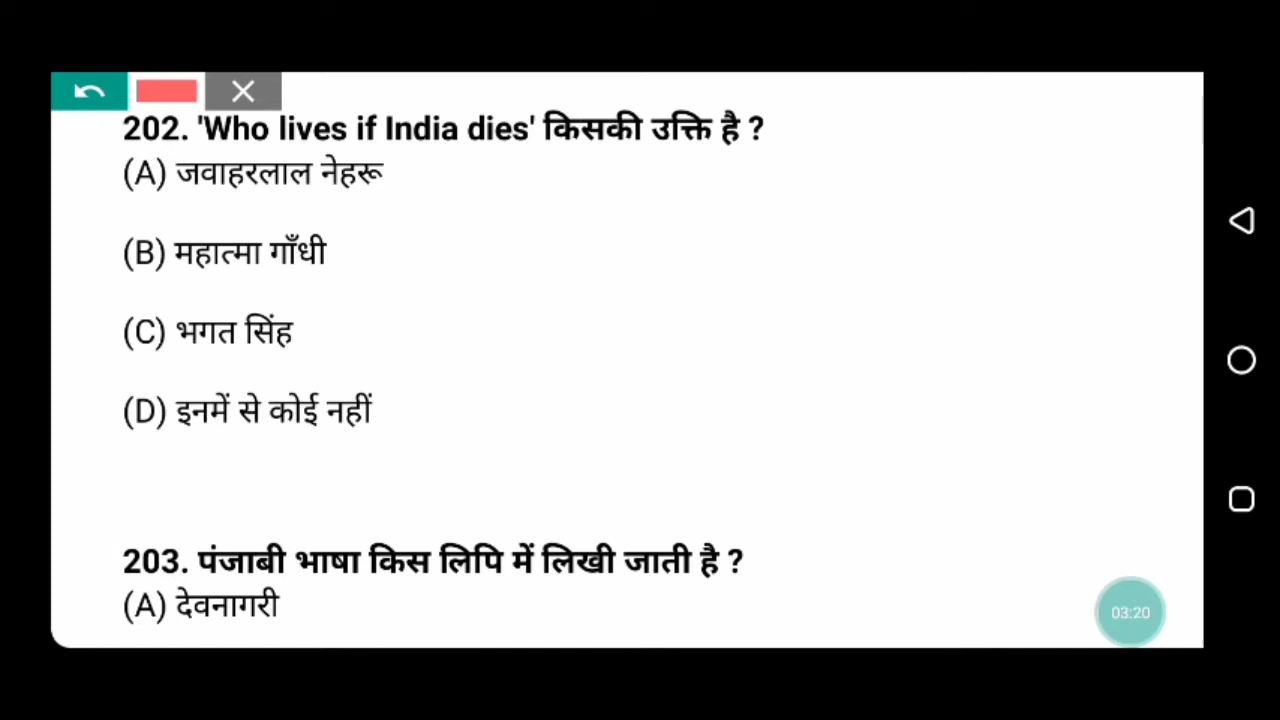 202. 'Who lives if India dies' किसकी उक्ति है ?
(A) जवाहरलाल नेहरू
(B) महात्मा गाँधी
(C) भगत सिंह
(D) इनमें से कोई नहीं
203. पंजाबी भाषा किस लिपि में लिखी जाती है ?
(A) देवनागरी
03:20